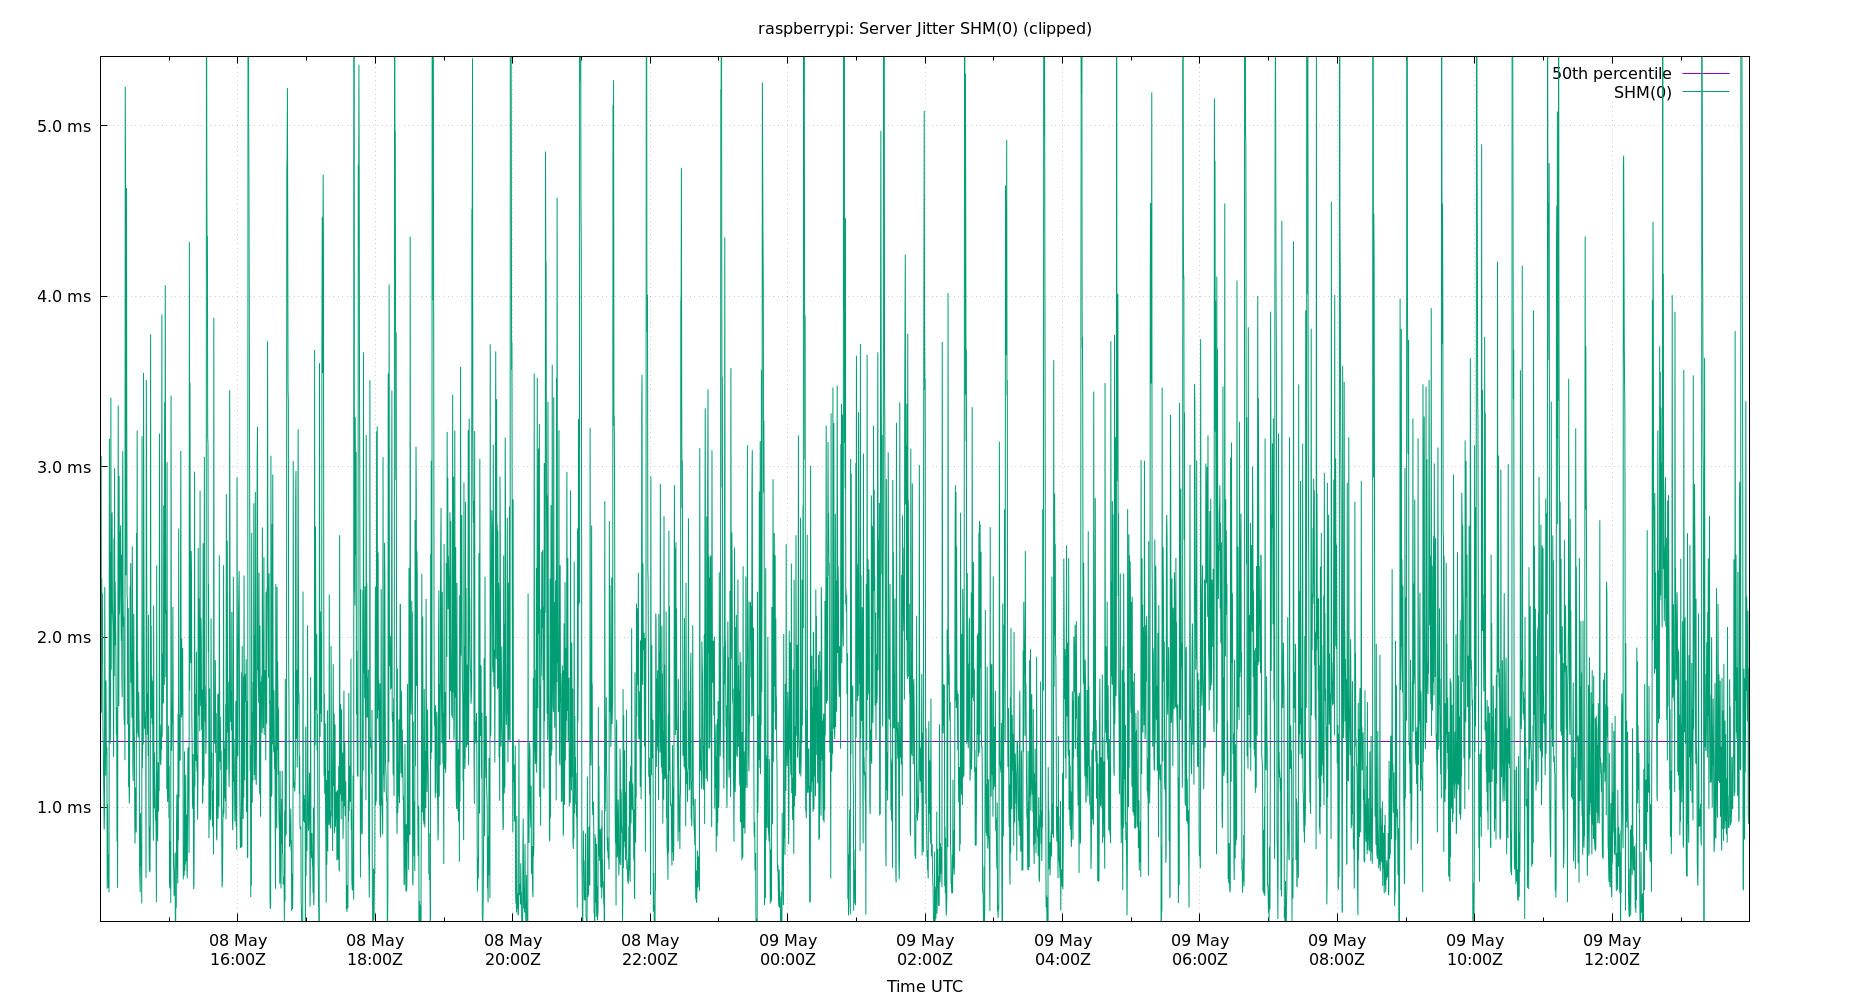 raspberrypi: Server Jitter SHM(0) (clipped)
50th percentile
SHM(0)
5.0 ms
4.0 ms
3.0 ms
2.0 ms
1.0 ms
08 May 08 May 08 May 08 May 09 May 09 May 09 May 09 May 09 May 09 May 09 May
16:00Z 18:00Z 20:00Z 22:00Z 00:00Z 02:00Z 04:00Z 06:00Z 08:00Z 10:00Z 12:00Z
Time UTC